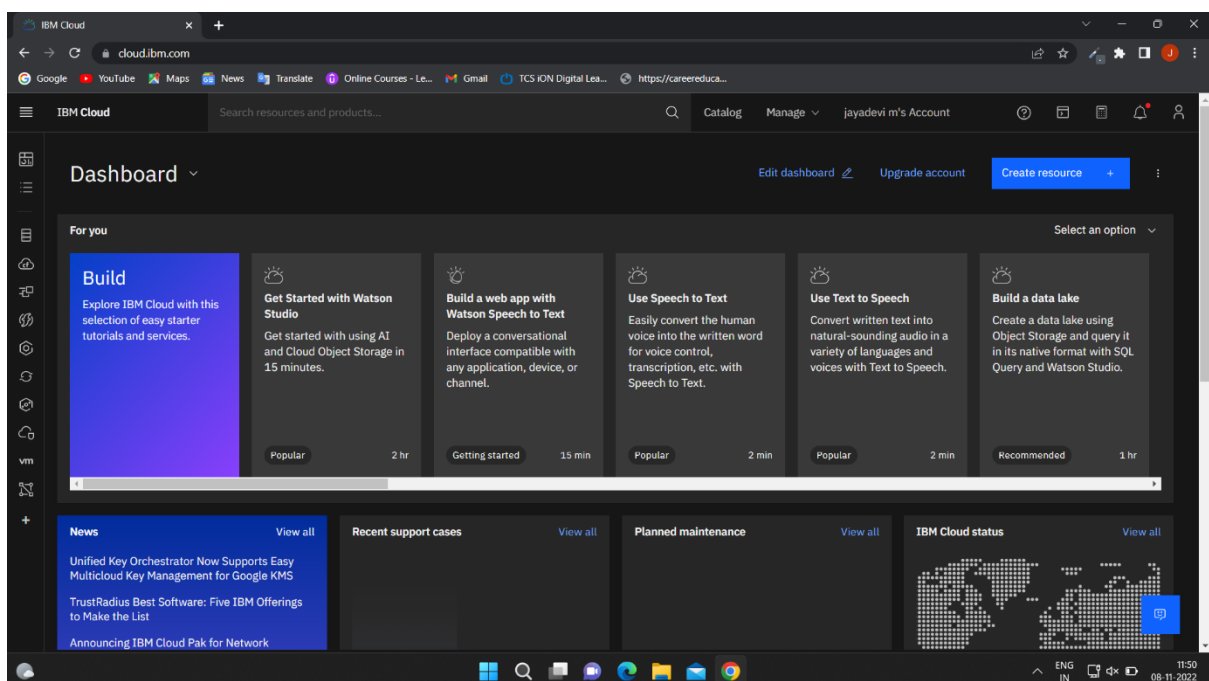 IBM Cloud
cloud.ibm.com
Google YouTube Maps News Translate Online Courses - Le... Gmail TCS iON Digital Lea... https://careereduca...
IBM Cloud Search resources and products... Catalog Manage jayadevi m's Account
Dashboard Edit dashboard Upgrade account Create resource +
For you Select an option
Build
Explore IBM Cloud with this
selection of easy starter
tutorials and services.
Get Started with Watson
Studio
Get started with using AI
and Cloud Object Storage in
15 minutes.
Popular 2 hr
Build a web app with
Watson Speech to Text
Deploy a conversational
interface compatible with
any application, device, or
channel.
Getting started 15 min
Use Speech to Text
Easily convert the human
voice into the written word
for voice control,
transcription, etc. with
Speech to Text.
Popular 2 min
Use Text to Speech
Convert written text into
natural-sounding audio in a
variety of languages and
voices with Text to Speech.
Popular 2 min
Build a data lake
Create a data lake using
Object Storage and query it
in its native format with SQL
Query and Watson Studio.
Recommended 1 hr
vm
News View all
Unified Key Orchestrator Now Supports Easy
Multicloud Key Management for Google KMS
TrustRadius Best Software: Five IBM Offerings
to Make the List
Announcing IBM Cloud Pak for Network
Recent support cases View all
Planned maintenance View all
IBM Cloud status View all
ENG
IN
11:50
08-11-2022